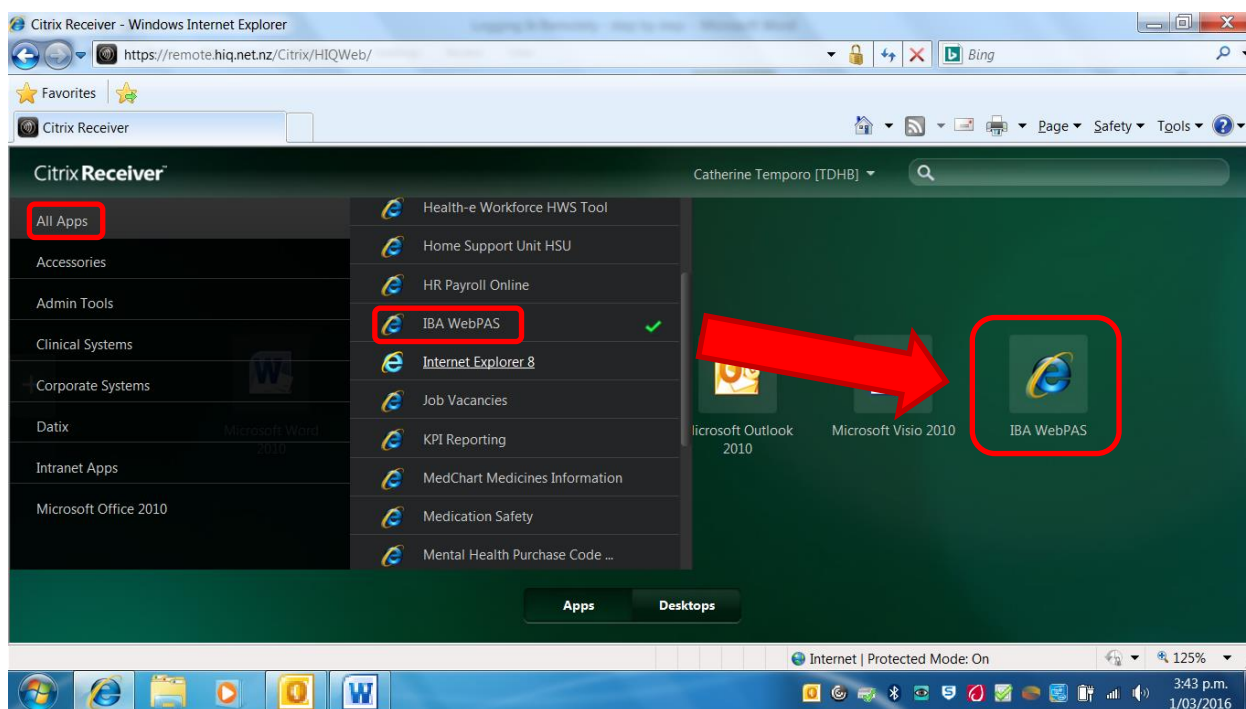 Citrix Receiver - Windows Internet Explorer
https://remote.hiq.net.nz/Citrix/HIQWeb/
Bing
Favorites
Citrix Receiver
Page Safety Tools
Citrix Receiver
Catherine Temporo [TDHB]
All Apps
Accessories
Admin Tools
Clinical Systems
Corporate Systems
Datix
Intranet Apps
Microsoft Office 2010
Health-e Workforce HWS Tool
Home Support Unit HSU
HR Payroll Online
IBA WebPAS
Internet Explorer 8
Job Vacancies
KPI Reporting
MedChart Medicines Information
Medication Safety
Mental Health Purchase Code ...
Microsoft Word
2010
licrosoft Outlook
2010
Microsoft Visio 2010
IBA WebPAS
Apps Desktops
Internet | Protected Mode: On
125%
3:43 p.m.
1/03/2016